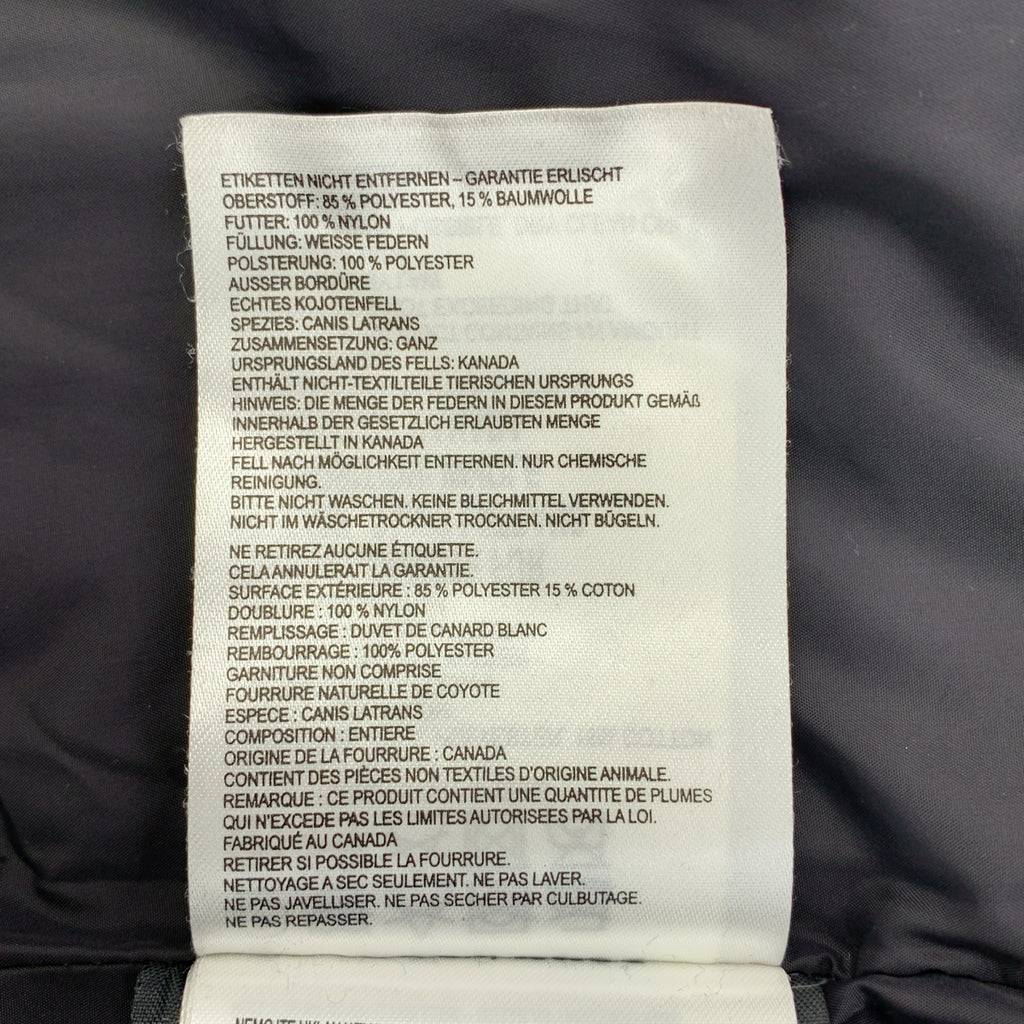 ETIKETTEN NICHT ENTFERNEN – GARANTIE ERLISCHT
OBERSTOFF: 85 % POLYESTER, 15 % BAUMWOLLE
FUTTER: 100 % NYLON
FÜLLUNG: WEISSE FEDERN
POLSTERUNG: 100 % POLYESTER
AUSSER BORDÜRE
ECHTES KOJOTENFELL
SPEZIES: CANIS LATRANS
ZUSAMMENSETZUNG: GANZ
URSPRUNGSLAND DES FELLS: KANADA
ENTHÄLT NICHT-TEXTILTEILE TIERISCHEN URSPRUNGS
HINWEIS: DIE MENGE DER FEDERN IN DIESEM PRODUKT GEMÄß
INNERHALB DER GESETZLICH ERLAUBTEN MENGE
HERGESTELLT IN KANADA
FELL NACH MÖGLICHKEIT ENTFERNEN. NUR CHEMISCHE
REINIGUNG.
BITTE NICHT WASCHEN. KEINE BLEICHMITTEL VERWENDEN.
NICHT IM WÄSCHETROCKNER TROCKNEN. NICHT BÜGELN.
NE RETIREZ AUCUNE ÉTIQUETTE.
CELA ANNULERAIT LA GARANTIE.
SURFACE EXTÉRIEURE : 85 % POLYESTER 15 % COTON
DOUBLURE : 100 % NYLON
REMPLISSAGE : DUVET DE CANARD BLANC
REMBOURRAGE : 100% POLYESTER
GARNITURE NON COMPRISE
FOURRURE NATURELLE DE COYOTE
ESPECE : CANIS LATRANS
COMPOSITION : ENTIERE
ORIGINE DE LA FOURRURE : CANADA
CONTIENT DES PIÈCES NON TEXTILES D'ORIGINE ANIMALE.
REMARQUE : CE PRODUIT CONTIENT UNE QUANTITE DE PLUMES
QUI N'EXCEDE PAS LES LIMITES AUTORISEES PAR LA LOI.
FABRIQUÉ AU CANADA
RETIRER SI POSSIBLE LA FOURRURE.
NETTOYAGE A SEC SEULEMENT. NE PAS LAVER.
NE PAS JAVELLISER. NE PAS SECHER PAR CULBUTAGE.
NE PAS REPASSER.